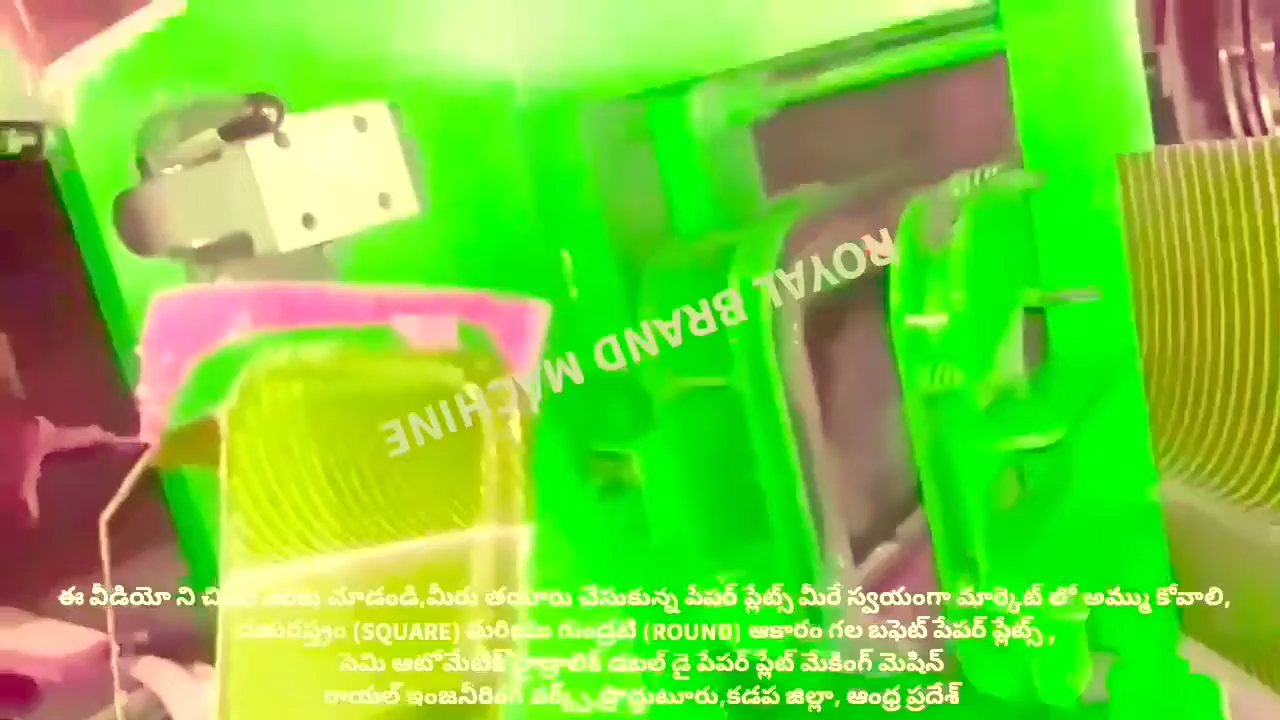 ROYAL BRAND MACHINE
ఈ వీడియో ని చూడండి,మీరు తయారు చేసుకున్న పేపర్ ప్లేట్స్ మీరే స్వయంగా మార్కెట్ లో అమ్ము కోవాలి,
(SQUARE) మరియు గుండ్రటి (ROUND) ఆకారం గల బఫెట్ పేపర్ ప్లేట్స్ ,
సెమి ఆటోమేటిక్ హైడ్రాలిక్ డబల్ డై పేపర్ ప్లేట్ మేకింగ్ మెషిన్
రాయల్ ఇంజనీరింగ్ వర్క్స్,ప్రొద్దుటూరు,కడప జిల్లా, ఆంధ్ర ప్రదేశ్